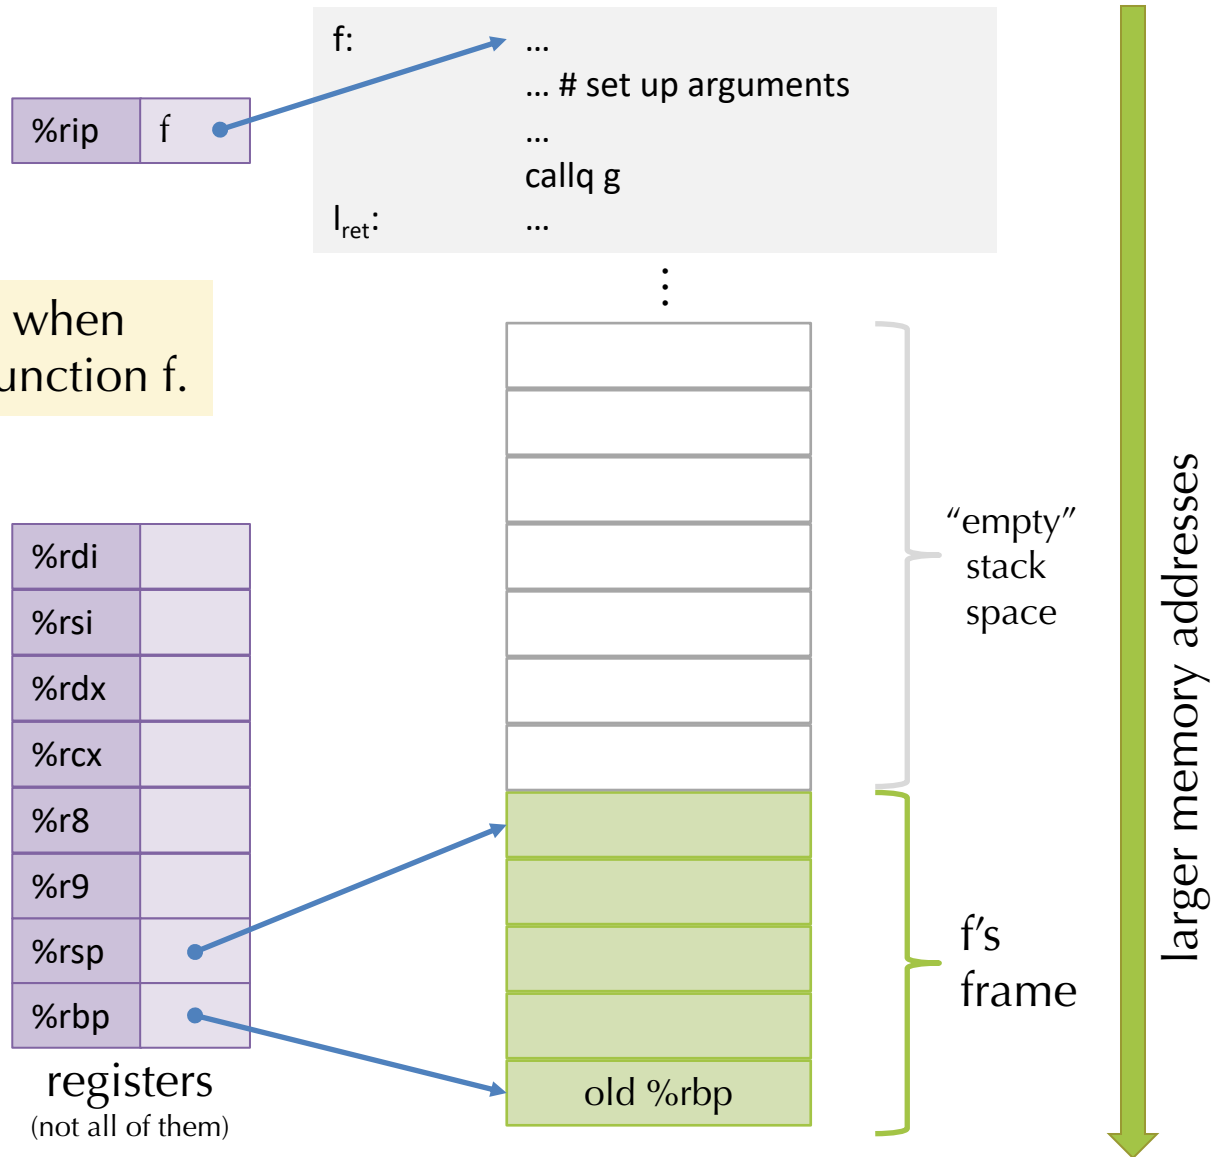 f: ...
... # set up arguments
%rip f
...
callq g
lret: ...
⋮
when
unction f.
%rdi
%rsi
%rdx
%rcx
%r8
%r9
%rsp
%rbp
registers
(not all of them)
"empty"
stack
space
f's
frame
old %rbp
larger memory addresses